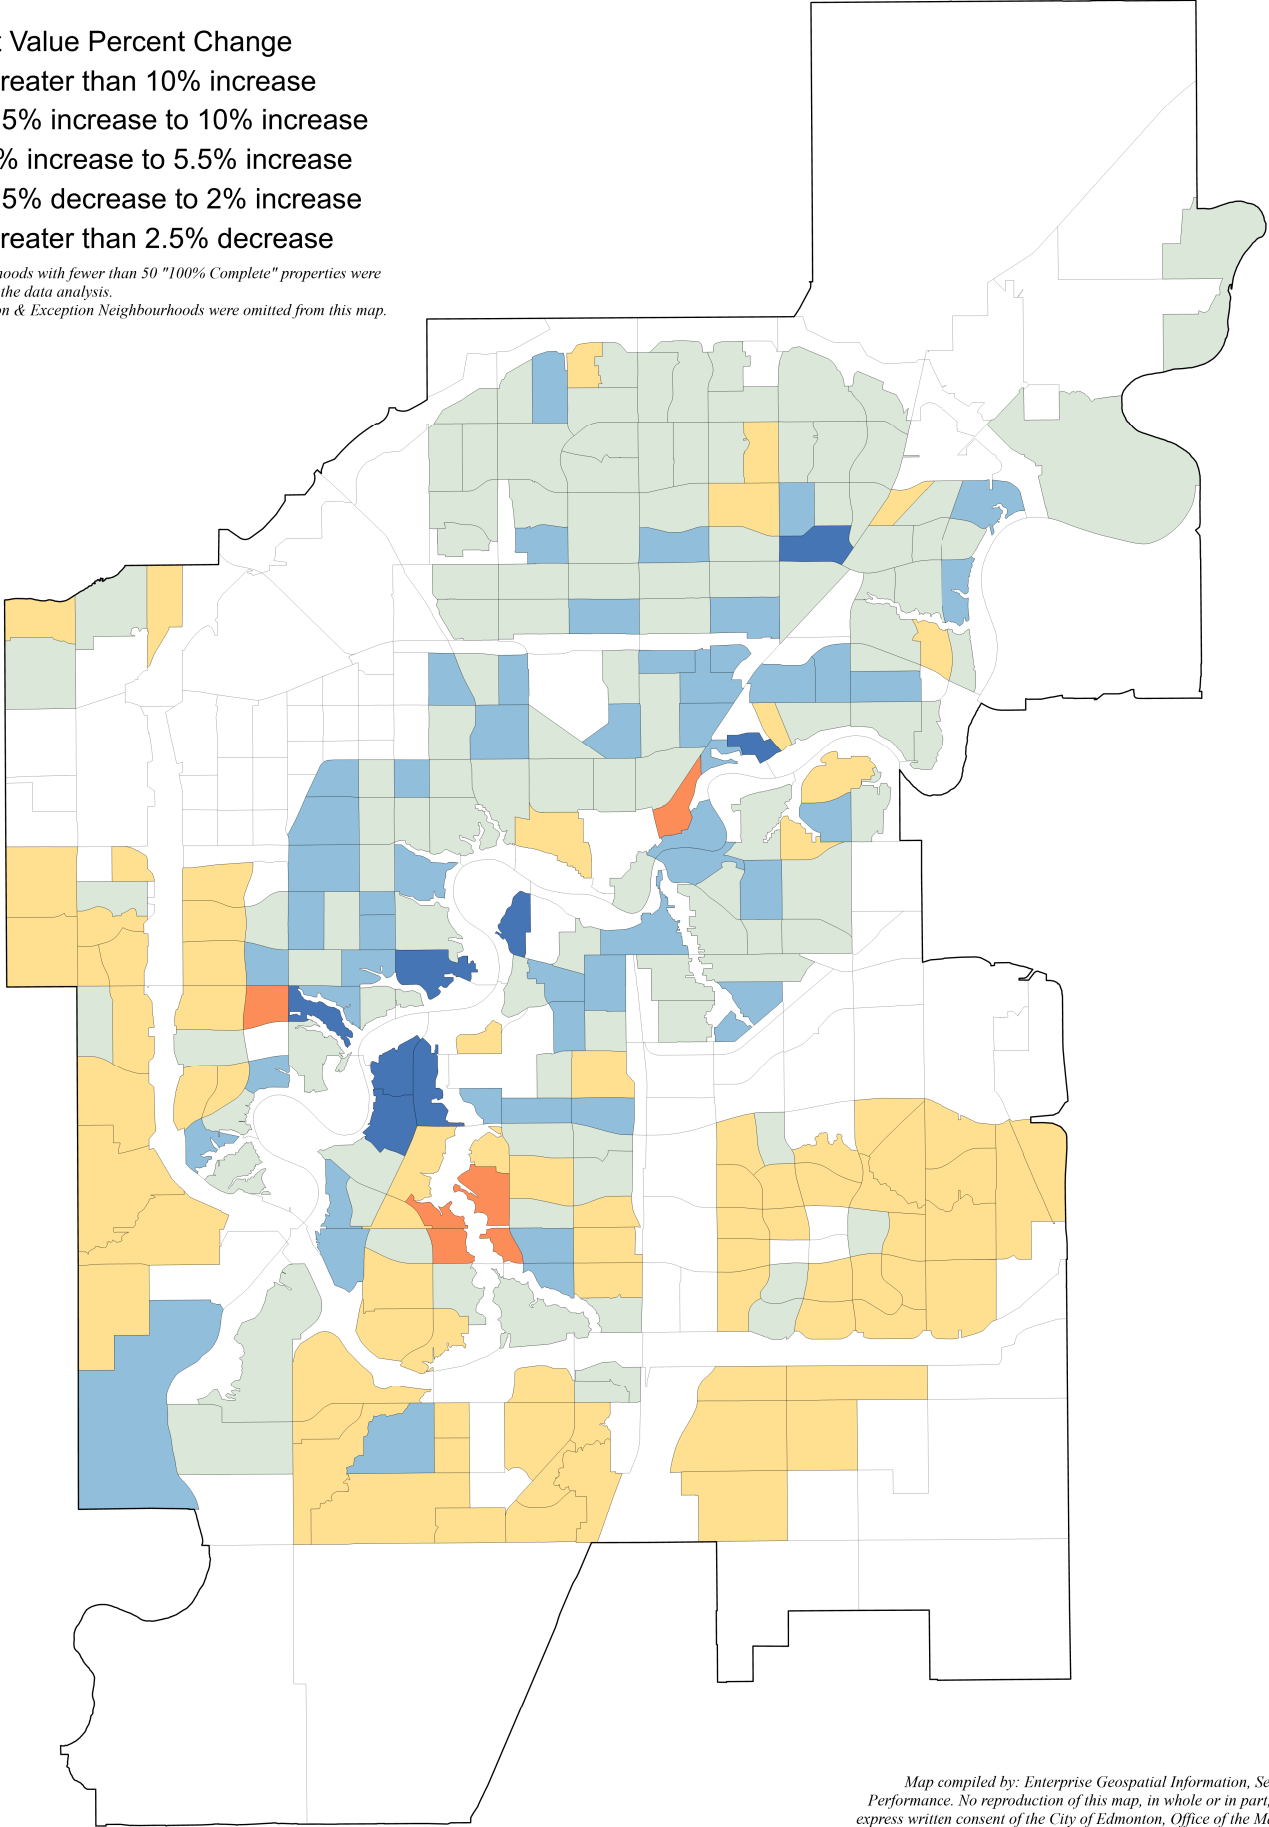 : Value Percent Change
reater than 10% increase
5% increase to 10% increase
% increase to 5.5% increase
5% decrease to 2% increase
reater than 2.5% decrease
hoods with fewer than 50 "100% Complete" properties were
the data analysis.
on & Exception Neighbourhoods were omitted from this map.
Map compiled by: Enterprise Geospatial Information, Se
Performance. No reproduction of this map, in whole or in part,
express written consent of the City of Edmonton, Office of the Ma